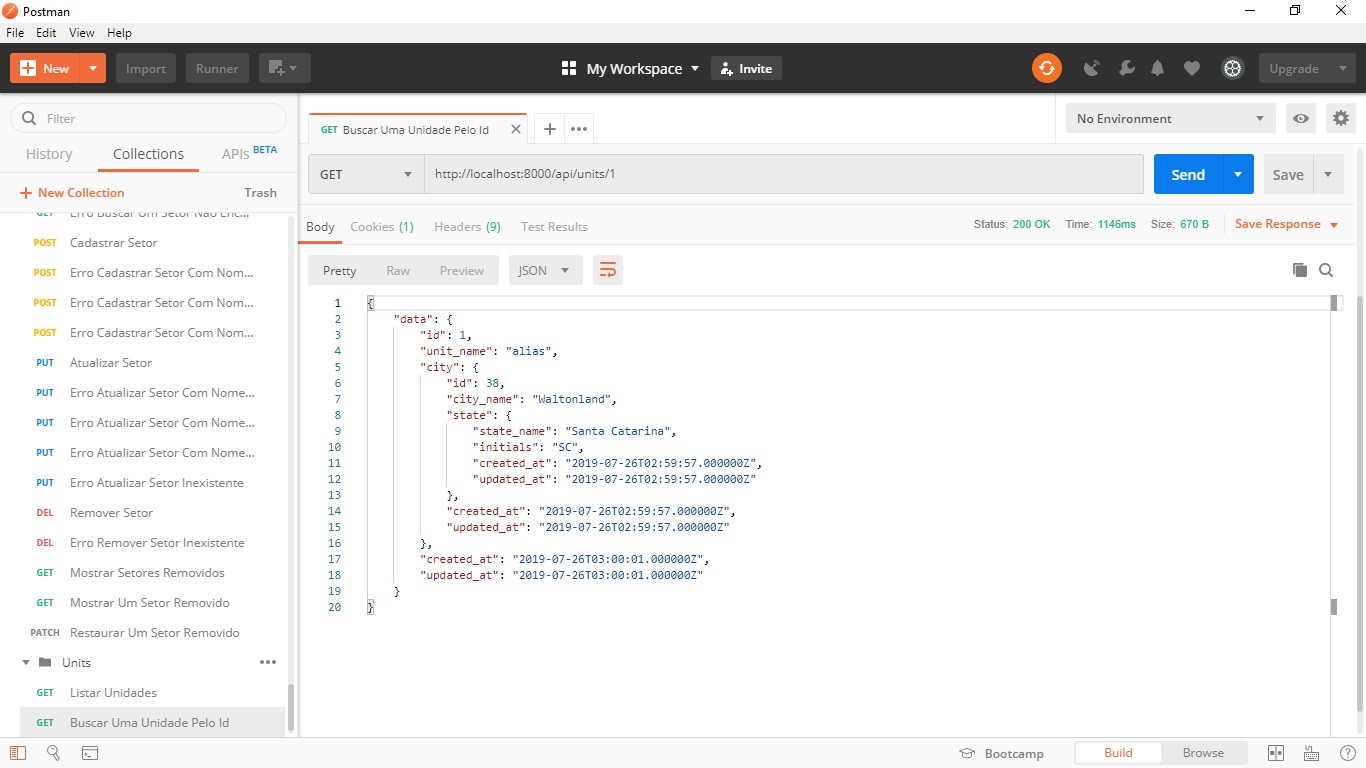 Postman
File Edit View Help
New Import Runner My Workspace Invite Upgrade
Filter
History Collections APIs BETA
New Collection Trash
GET Erro Buscar Um Setor Não Enc...
POST Cadastrar Setor
POST Erro Cadastrar Setor Com Nom...
POST Erro Cadastrar Setor Com Nom...
POST Erro Cadastrar Setor Com Nom...
PUT Atualizar Setor
PUT Erro Atualizar Setor Com Nome...
PUT Erro Atualizar Setor Com Nome...
PUT Erro Atualizar Setor Com Nome...
PUT Erro Atualizar Setor Inexistente
DEL Remover Setor
DEL Erro Remover Setor Inexistente
GET Mostrar Setores Removidos
GET Mostrar Um Setor Removido
PATCH Restaurar Um Setor Removido
Units
GET Listar Unidades
GET Buscar Uma Unidade Pelo Id
GET Buscar Uma Unidade Pelo Id
No Environment
GET http://localhost:8000/api/units/1 Send Save
Body Cookies (1) Headers (9) Test Results Status: 200 OK Time: 1146ms Size: 670 B Save Response
Pretty Raw Preview JSON
1 {
2 "data": {
3 "id": 1,
4 "unit_name": "alias",
5 "city": {
6 "id": 38,
7 "city_name": "Waltonland",
8 "state": {
9 "state_name": "Santa Catarina",
10 "initials": "SC",
11 "created_at": "2019-07-26T02:59:57.000000Z",
12 "updated_at": "2019-07-26T02:59:57.000000Z"
13 },
14 "created_at": "2019-07-26T02:59:57.000000Z",
15 "updated_at": "2019-07-26T02:59:57.000000Z"
16 },
17 "created_at": "2019-07-26T03:00:01.000000Z",
18 "updated_at": "2019-07-26T03:00:01.000000Z"
19 }
20 }
Bootcamp Build Browse